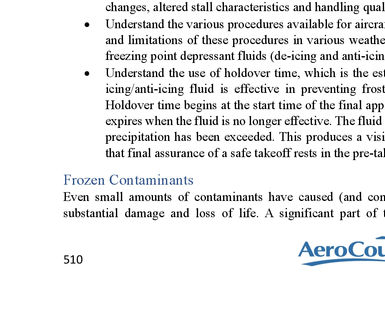 changes, altered stall characteristics and handling qual
• Understand the various procedures available for aircra
and limitations of these procedures in various weathe
freezing point depressant fluids (de-icing and anti-icin
• Understand the use of holdover time, which is the est
icing/anti-icing fluid is effective in preventing frost
Holdover time begins at the start time of the final app
expires when the fluid is no longer effective. The fluid
precipitation has been exceeded. This produces a visi
that final assurance of a safe takeoff rests in the pre-tal
Frozen Contaminants
Even small amounts of contaminants have caused (and con
substantial damage and loss of life. A significant part of t
510
AeroCou